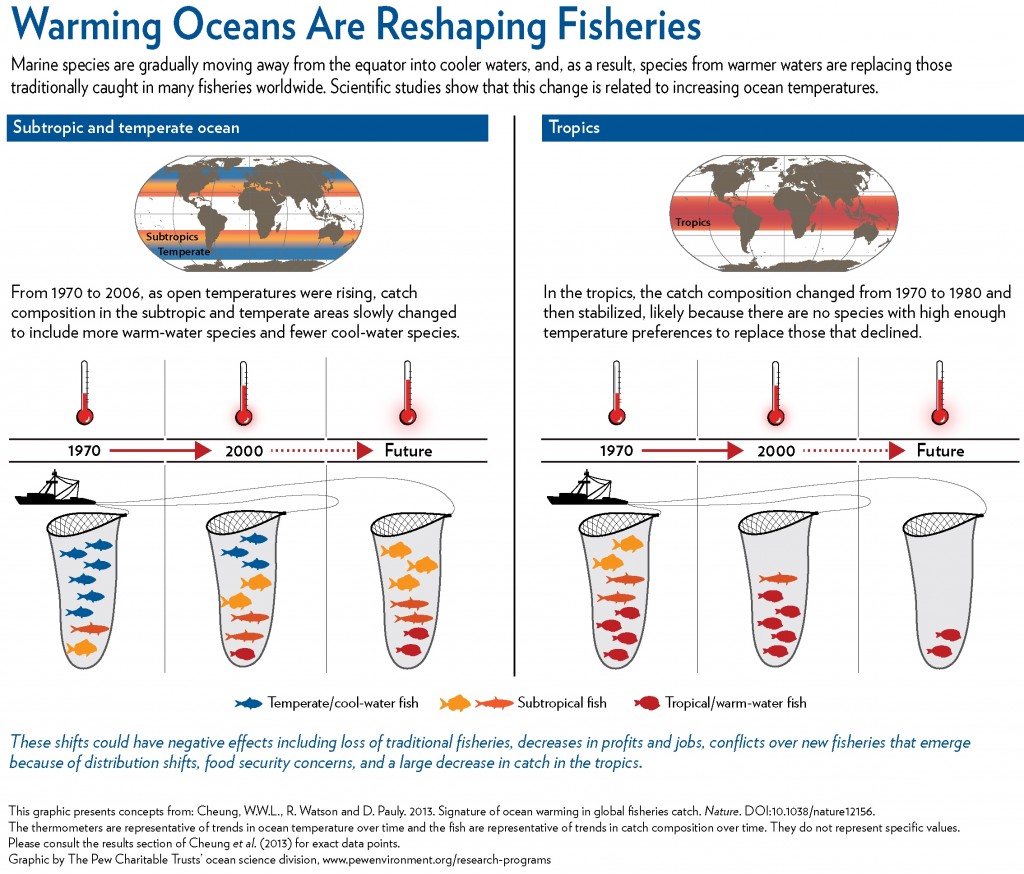 Warming Oceans Are Reshaping Fisheries
Marine species are gradually moving away from the equator into cooler waters, and, as a result, species from warmer waters are replacing those
traditionally caught in many fisheries worldwide. Scientific studies show that this change is related to increasing ocean temperatures.
Subtropic and temperate ocean
Subtropics
Temperate
From 1970 to 2006, as open temperatures were rising, catch
composition in the subtropic and temperate areas slowly changed
to include more warm-water species and fewer cool-water species.
1970 2000 Future
Tropics
Tropics
In the tropics, the catch composition changed from 1970 to 1980 and
then stabilized, likely because there are no species with high enough
temperature preferences to replace those that declined.
1970 2000 Future
Temperate/cool-water fish Subtropical fish Tropical/warm-water fish
These shifts could have negative effects including loss of traditional fisheries, decreases in profits and jobs, conflicts over new fisheries that emerge
because of distribution shifts, food security concerns, and a large decrease in catch in the tropics.
This graphic presents concepts from: Cheung, W.W.L., R. Watson and D. Pauly. 2013. Signature of ocean warming in global fisheries catch. Nature. DOI:10.1038/nature12156.
The thermometers are representative of trends in ocean temperature over time and the fish are representative of trends in catch composition over time. They do not represent specific values.
Please consult the results section of Cheung et al. (2013) for exact data points.
Graphic by The Pew Charitable Trusts' ocean science division, www.pewenvironment.org/research-programs